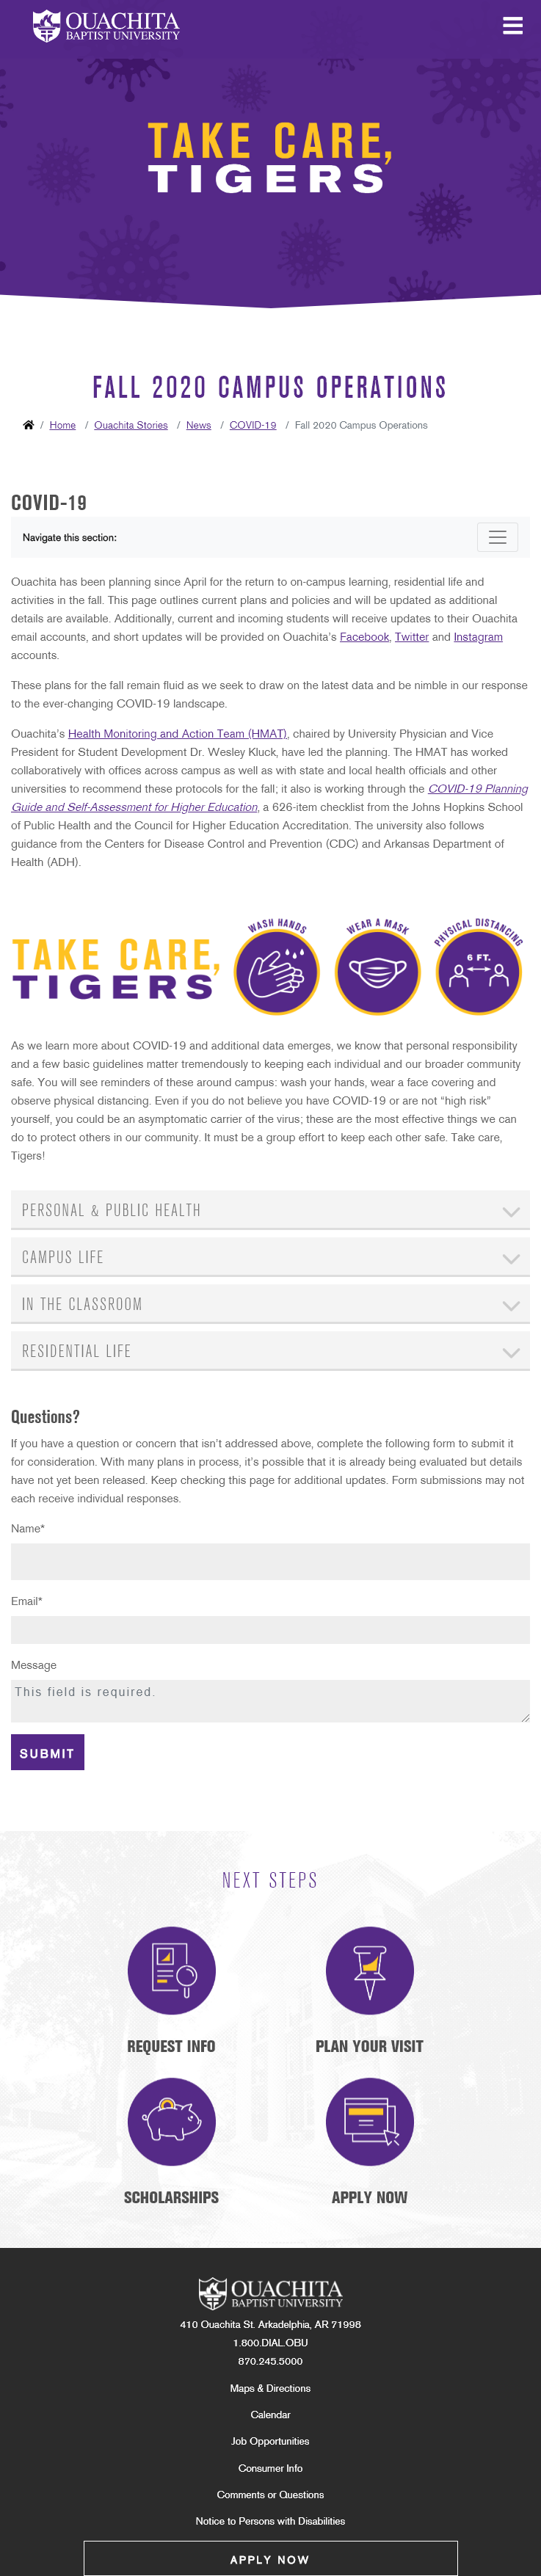 OUACHITA
BAPTIST UNIVERSITY
TAKE CARE,
TIGERS
FALL 2020 CAMPUS OPERATIONS
/ Home / Ouachita Stories / News / COVID-19 / Fall 2020 Campus Operations
COVID-19
Navigate this section:
Ouachita has been planning since April for the return to on-campus learning, residential life and
activities in the fall. This page outlines current plans and policies and will be updated as additional
details are available. Additionally, current and incoming students will receive updates to their Ouachita
email accounts, and short updates will be provided on Ouachita's Facebook, Twitter and Instagram
accounts.
These plans for the fall remain fluid as we seek to draw on the latest data and be nimble in our response
to the ever-changing COVID-19 landscape.
Ouachita's Health Monitoring and Action Team (HMAT), chaired by University Physician and Vice
President for Student Development Dr. Wesley Kluck, have led the planning. The HMAT has worked
collaboratively with offices across campus as well as with state and local health officials and other
universities to recommend these protocols for the fall; it also is working through the COVID-19 Planning
Guide and Self-Assessment for Higher Education, a 626-item checklist from the Johns Hopkins School
of Public Health and the Council for Higher Education Accreditation. The university also follows
guidance from the Centers for Disease Control and Prevention (CDC) and Arkansas Department of
Health (ADH).
TAKE CARE,
TIGERS
WASH HANDS
WEAR A MASK
PHYSICAL DISTANCING
6 FT.
As we learn more about COVID-19 and additional data emerges, we know that personal responsibility
and a few basic guidelines matter tremendously to keeping each individual and our broader community
safe. You will see reminders of these around campus: wash your hands, wear a face covering and
observe physical distancing. Even if you do not believe you have COVID-19 or are not “high risk”
yourself, you could be an asymptomatic carrier of the virus; these are the most effective things we can
do to protect others in our community. It must be a group effort to keep each other safe. Take care,
Tigers!
PERSONAL & PUBLIC HEALTH
CAMPUS LIFE
IN THE CLASSROOM
RESIDENTIAL LIFE
Questions?
If you have a question or concern that isn't addressed above, complete the following form to submit it
for consideration. With many plans in process, it's possible that it is already being evaluated but details
have not yet been released. Keep checking this page for additional updates. Form submissions may not
each receive individual responses.
Name*
Email*
Message
This field is required.
SUBMIT
NEXT STEPS
REQUEST INFO
PLAN YOUR VISIT
SCHOLARSHIPS
APPLY NOW
OUACHITA
BAPTIST UNIVERSITY
410 Ouachita St. Arkadelphia, AR 71998
1.800.DIAL.OBU
870.245.5000
Maps & Directions
Calendar
Job Opportunities
Consumer Info
Comments or Questions
Notice to Persons with Disabilities
APPLY NOW